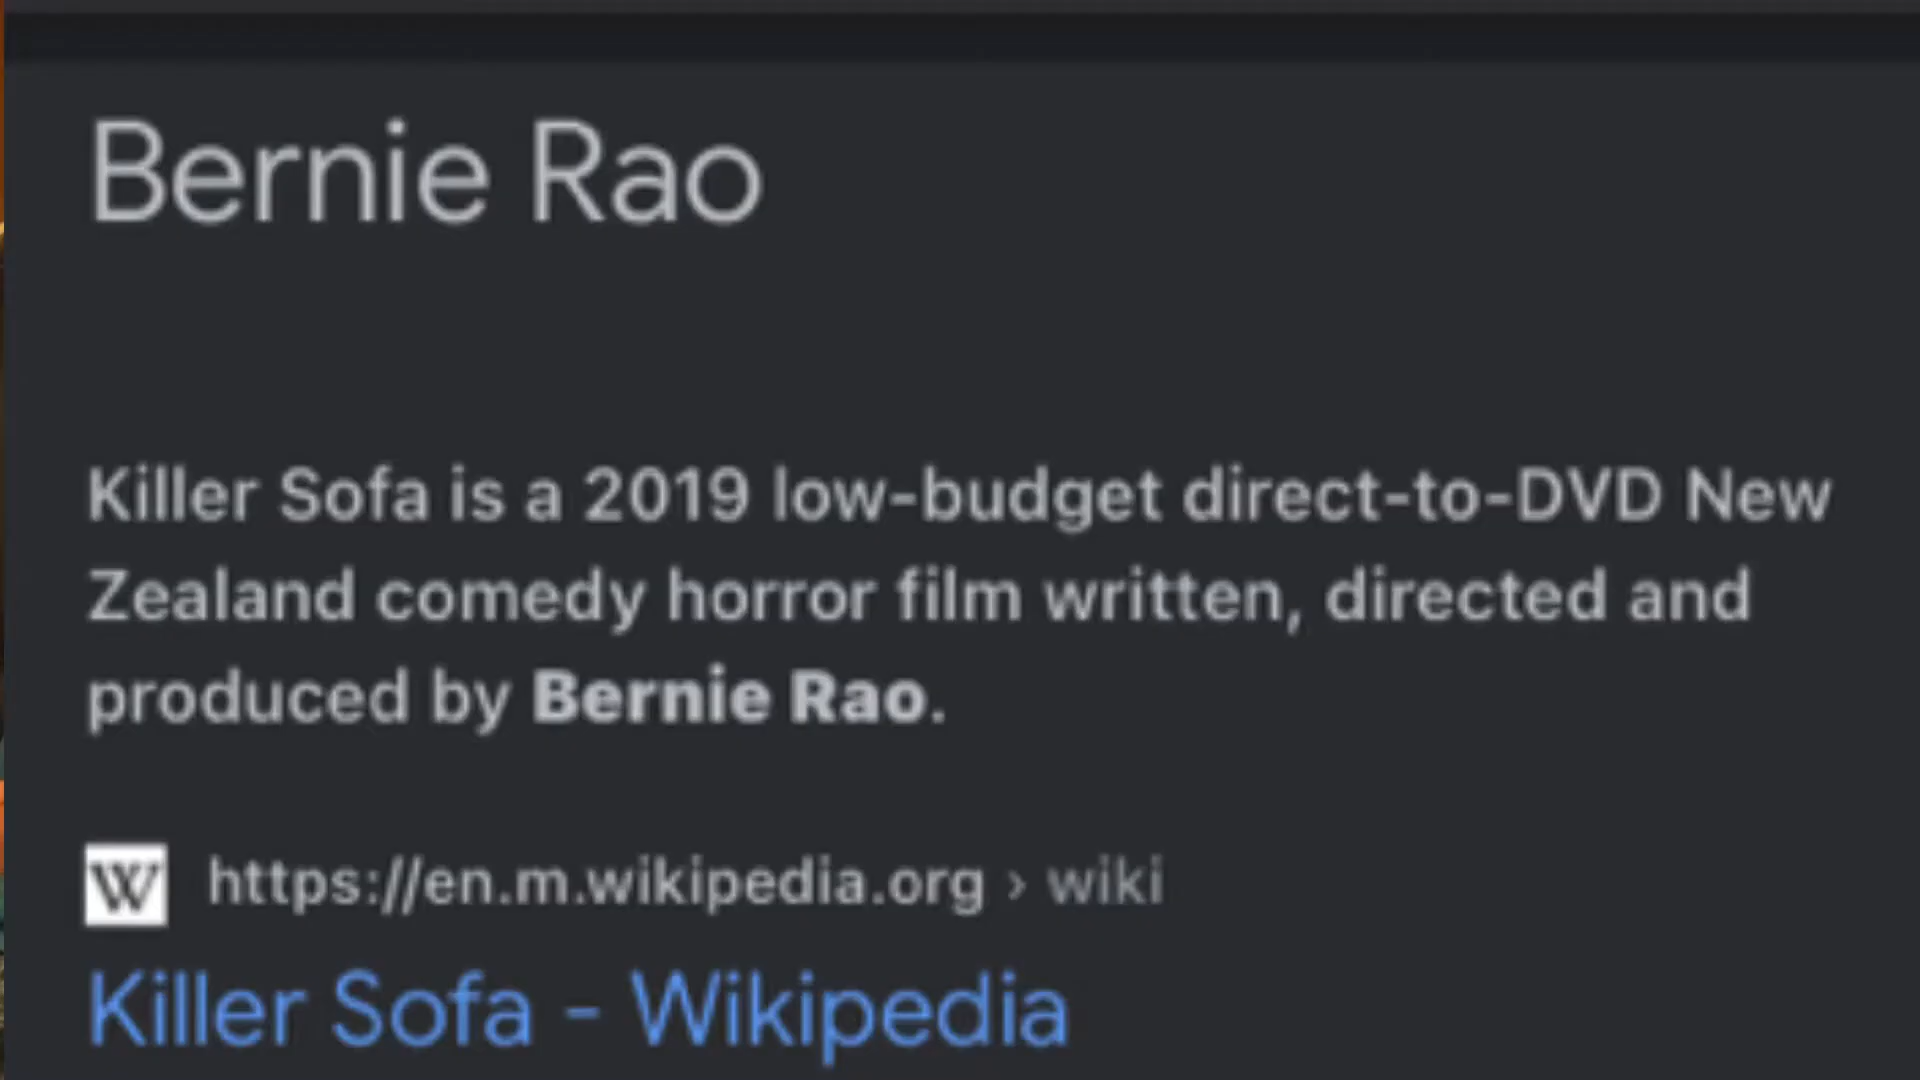 Bernie Rao
Killer Sofa is a 2019 low-budget direct-to-DVD New
Zealand comedy horror film written, directed and
produced by Bernie Rao.
W https://en.m.wikipedia.org › wiki
Killer Sofa - Wikipedia